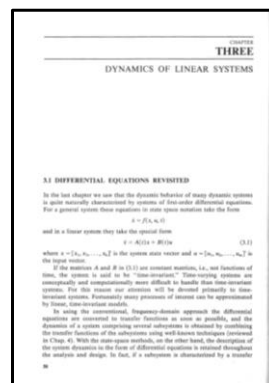 CHAPTER
THREE
DYNAMICS OF LINEAR SYSTEMS
3.1 DIFFERENTIAL EQUATIONS REVISITED
In the last chapter we saw that the dynamic behavior of many dynamic systems
is quite naturally characterized by systems of first-order differential equations.
For a general system these equations in state space notation take the form
ẋ = f(x, u, t)
and in a linear system they take the special form
ẋ = A(t)x + B(t)u (3.1)
where x = [x₁, x₂, . . . , xₖ]' is the system state vector and u = [u₁, u₂, . . . , uₘ]' is
the input vector.
If the matrices A and B in (3.1) are constant matrices, i.e., not functions of
time, the system is said to be "time-invariant." Time-varying systems are
conceptually and computationally more difficult to handle than time-invariant
systems. For this reason our attention will be devoted primarily to time-
invariant systems. Fortunately many processes of interest can be approximated
by linear, time-invariant models.
In using the conventional, frequency-domain approach the differential
equations are converted to transfer functions as soon as possible, and the
dynamics of a system comprising several subsystems is obtained by combining
the transfer functions of the subsystems using well-known techniques (reviewed
in Chap. 4). With the state-space methods, on the other hand, the description of
the system dynamics in the form of differential equations is retained throughout
the analysis and design. In fact, if a subsystem is characterized by a transfer